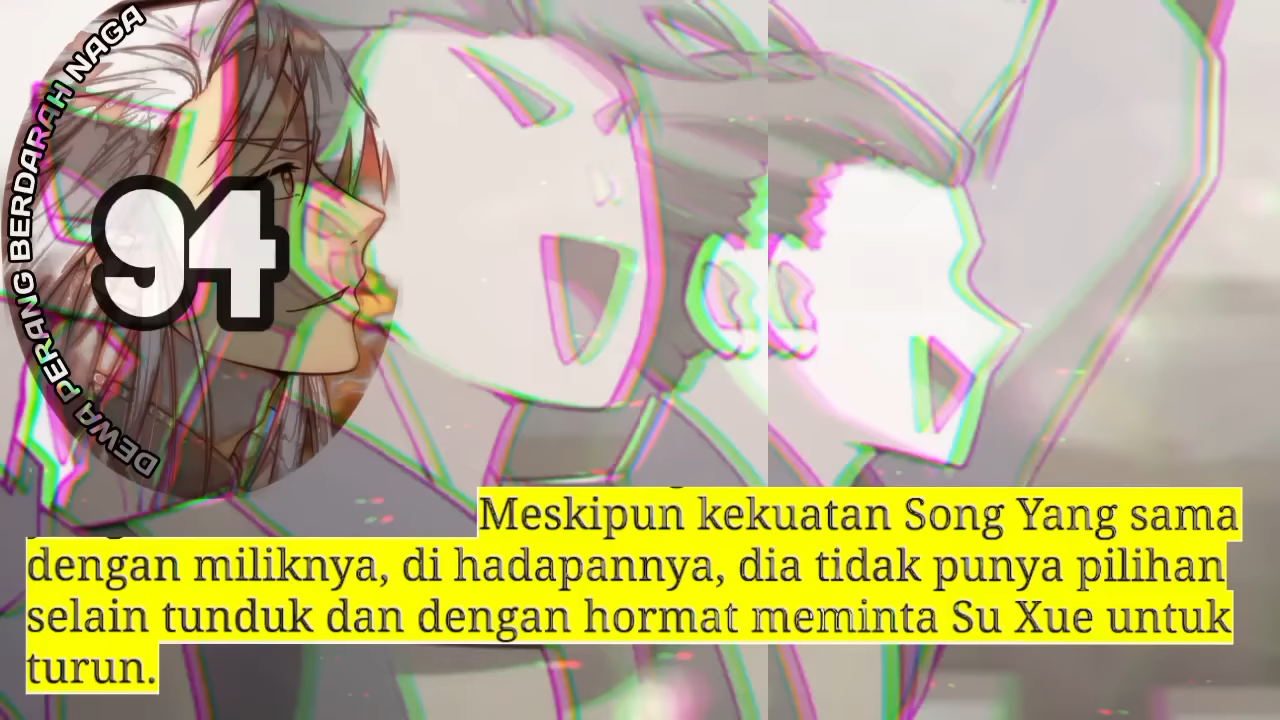 DEWA PERANG BERDARAH NAGA
94
Meskipun kekuatan Song Yang sama
dengan miliknya, di hadapannya, dia tidak punya pilihan
selain tunduk dan dengan hormat meminta Su Xue untuk
turun.